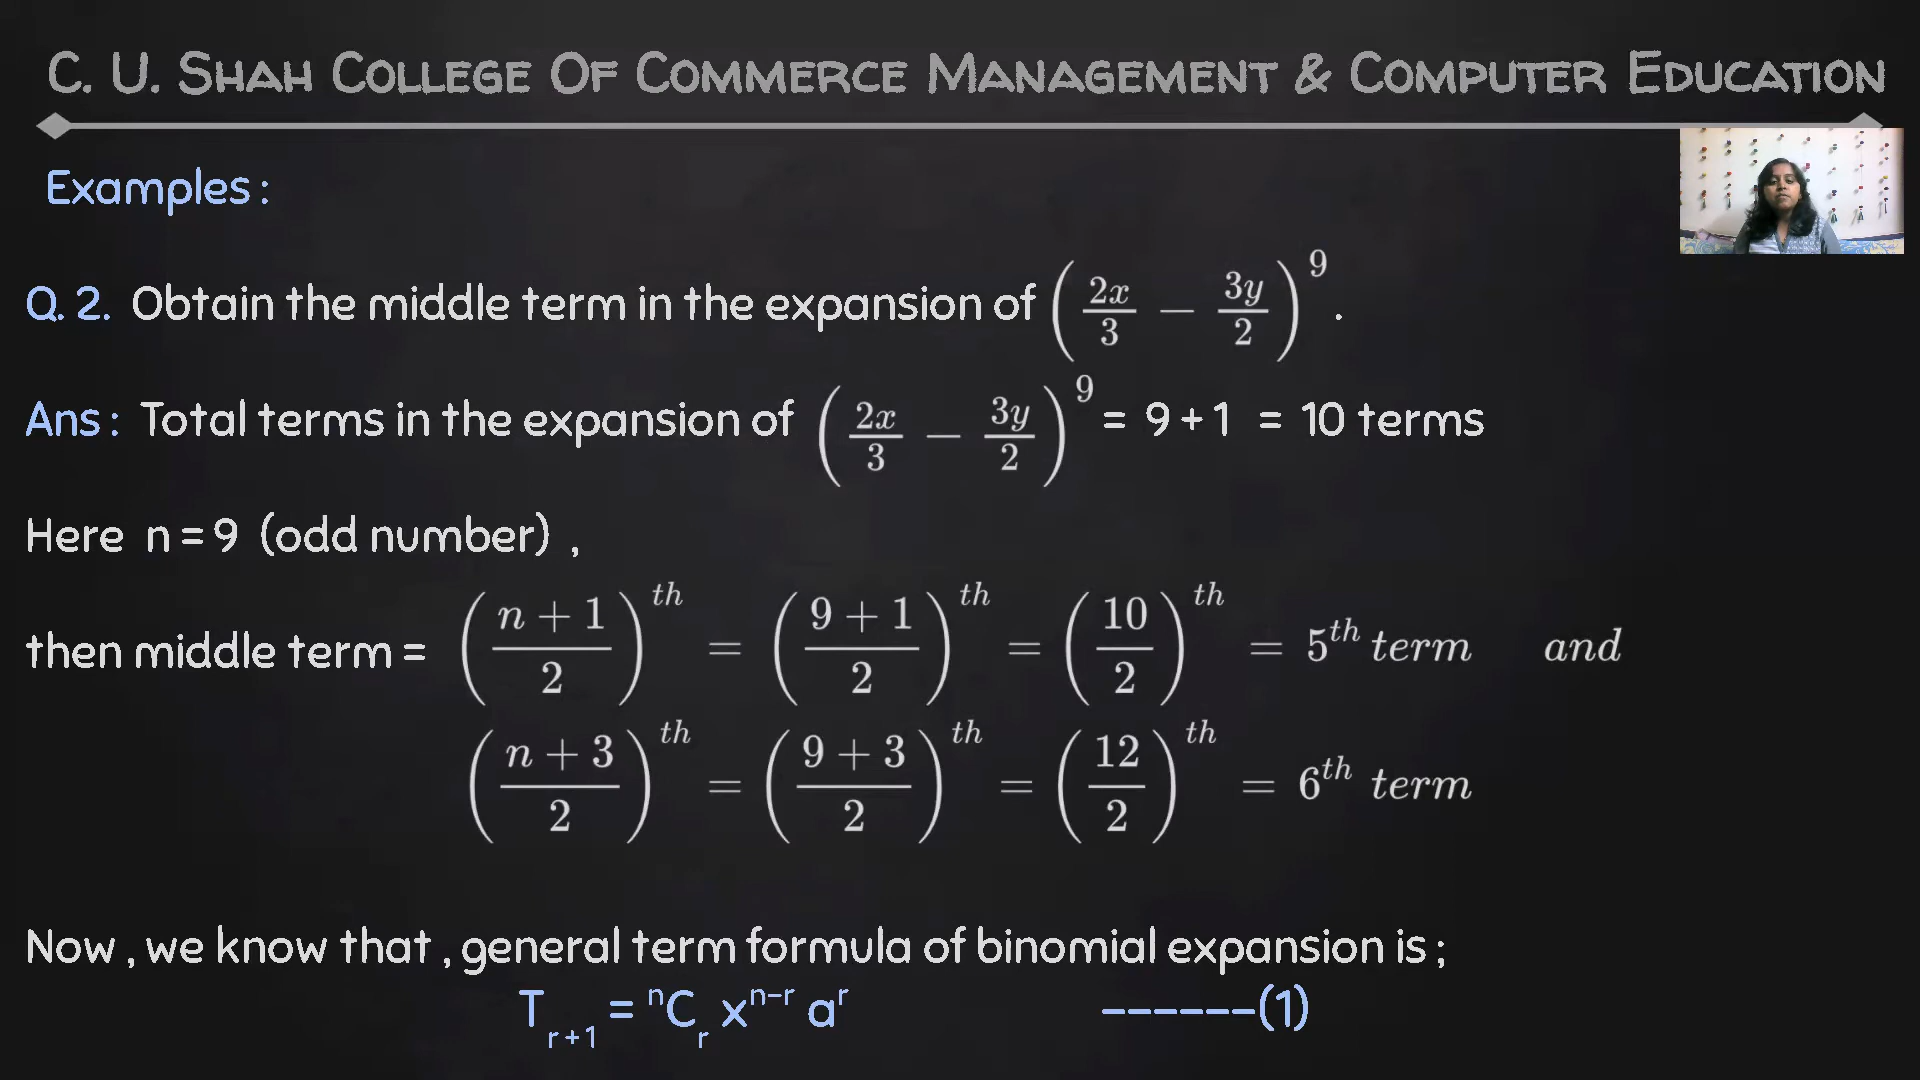 C. U. SHAH COLLEGE OF COMMERCE MANAGEMENT & COMPUTER EDUCATION
Examples :
Q. 2. Obtain the middle term in the expansion of (2x/3 − 3y/2)^9 .
Ans : Total terms in the expansion of (2x/3 − 3y/2)^9 = 9 + 1 = 10 terms
Here n = 9 (odd number) ,
then middle term = ((n + 1)/2)^th = ((9 + 1)/2)^th = (10/2)^th = 5^th term and
((n + 3)/2)^th = ((9 + 3)/2)^th = (12/2)^th = 6^th term
Now , we know that , general term formula of binomial expansion is ;
T_{r+1} = ^nC_r x^{n−r} a^r ------(1)